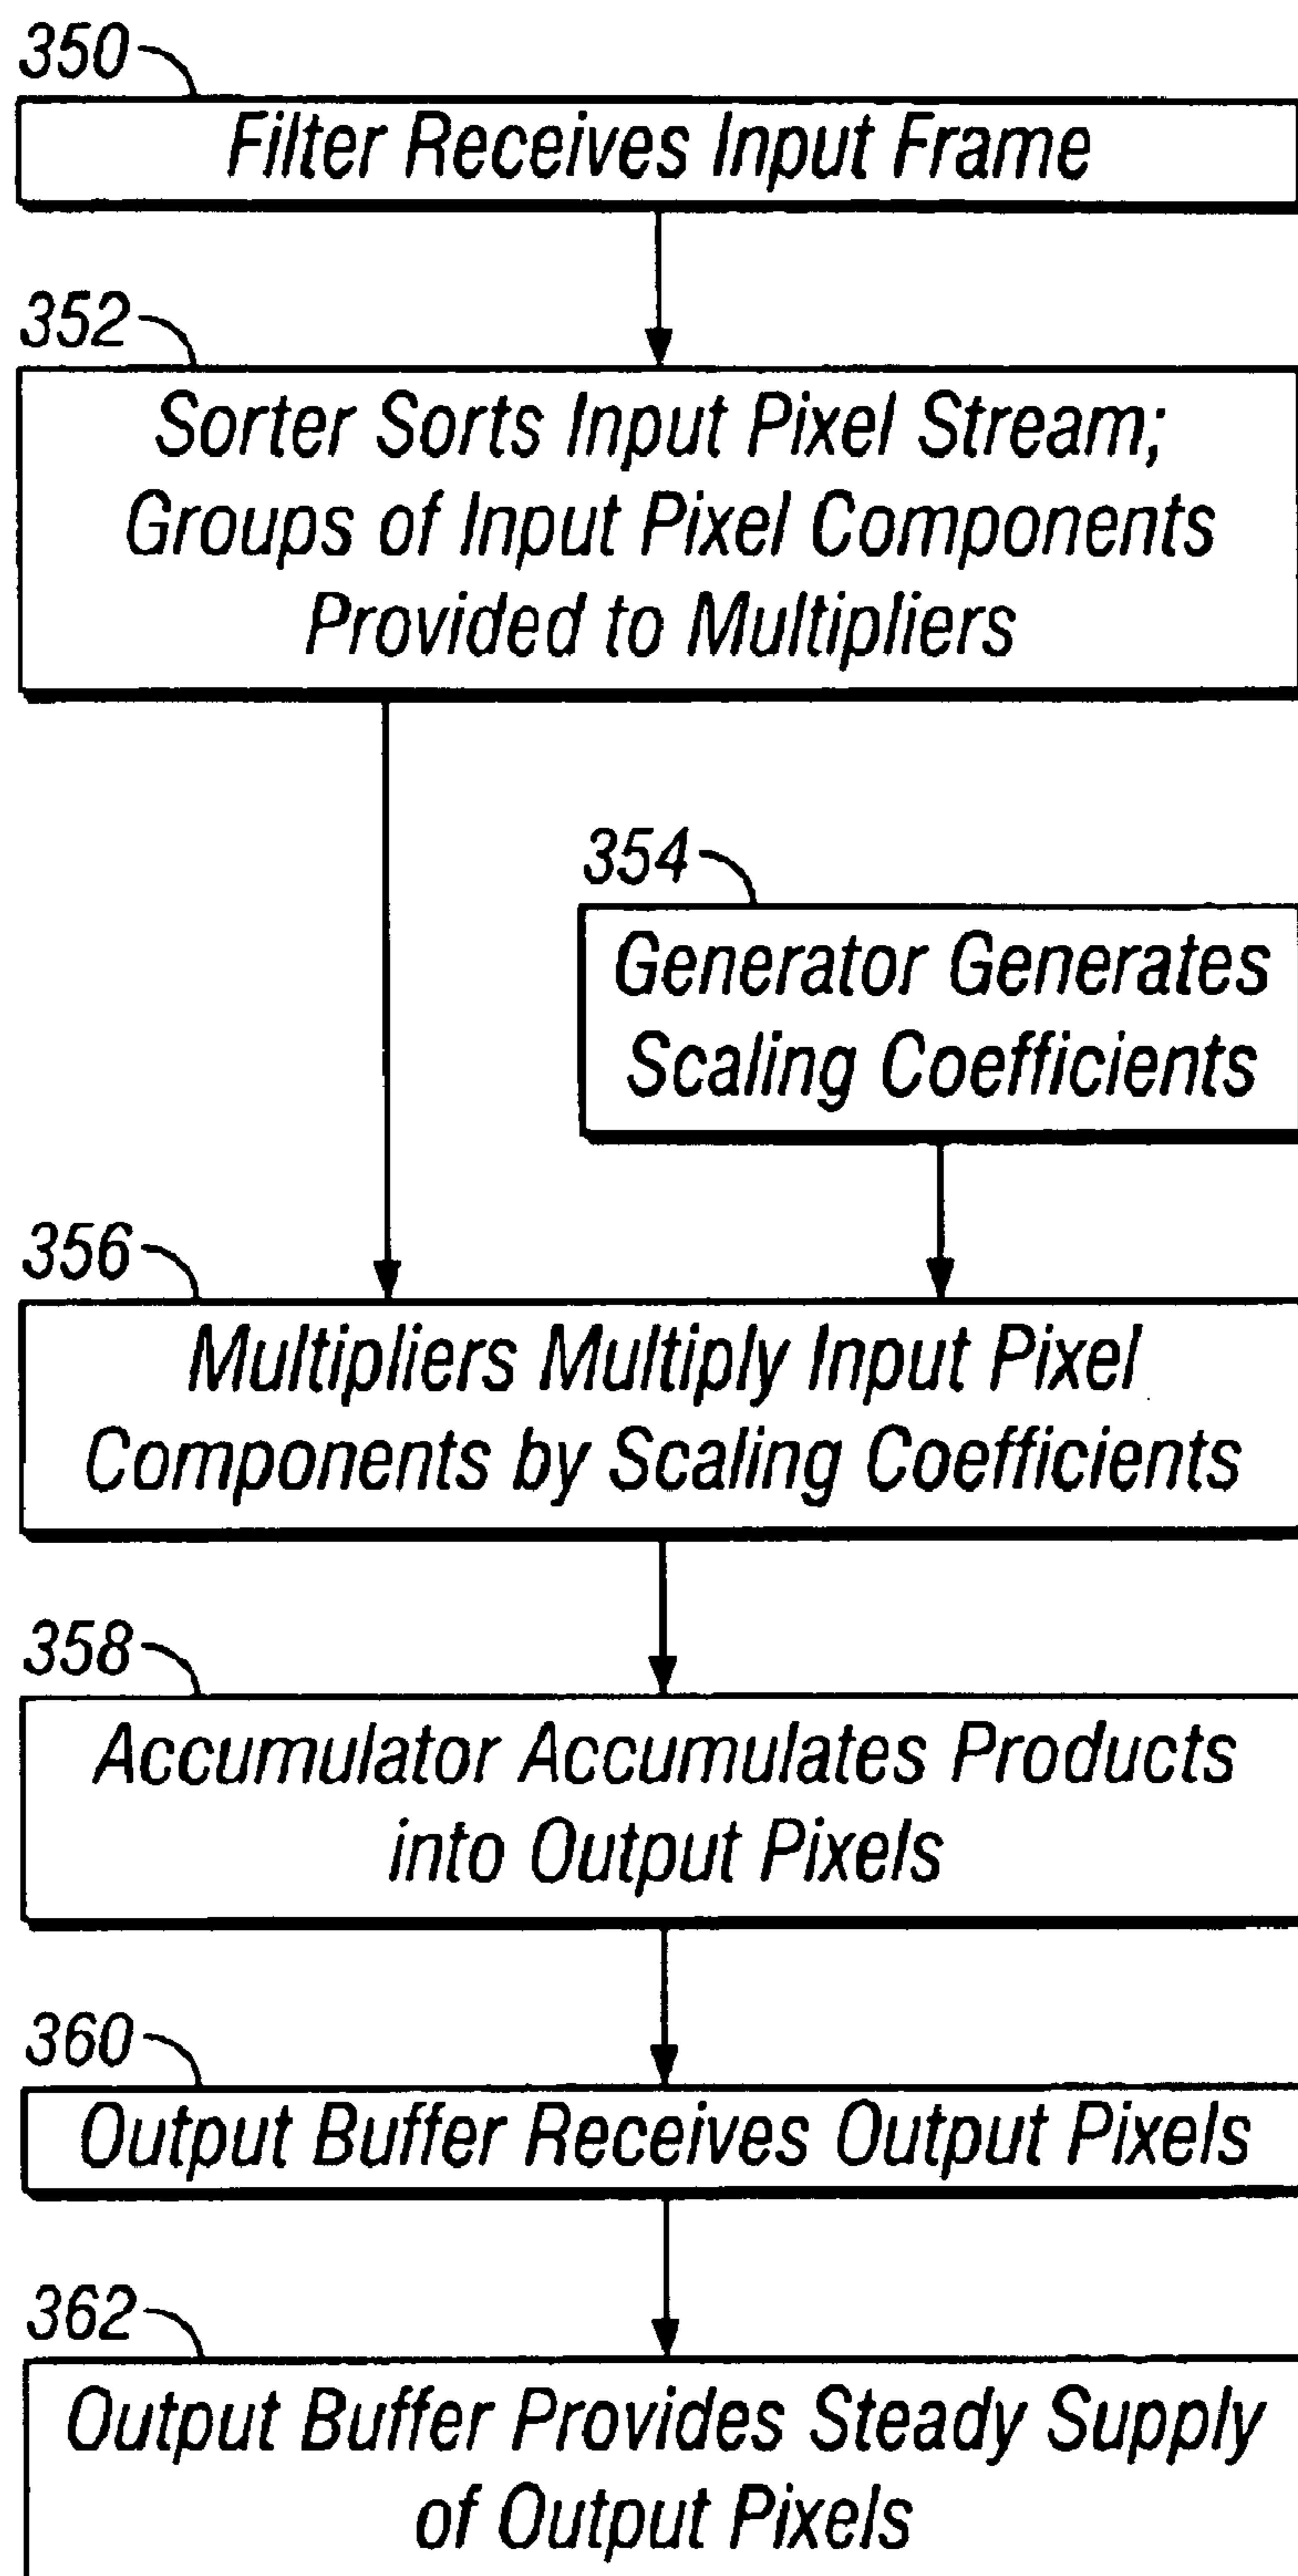 350
Filter Receives Input Frame
352
Sorter Sorts Input Pixel Stream;
Groups of Input Pixel Components
Provided to Multipliers
354
Generator Generates
Scaling Coefficients
356
Multipliers Multiply Input Pixel
Components by Scaling Coefficients
358
Accumulator Accumulates Products
into Output Pixels
360
Output Buffer Receives Output Pixels
362
Output Buffer Provides Steady Supply
of Output Pixels